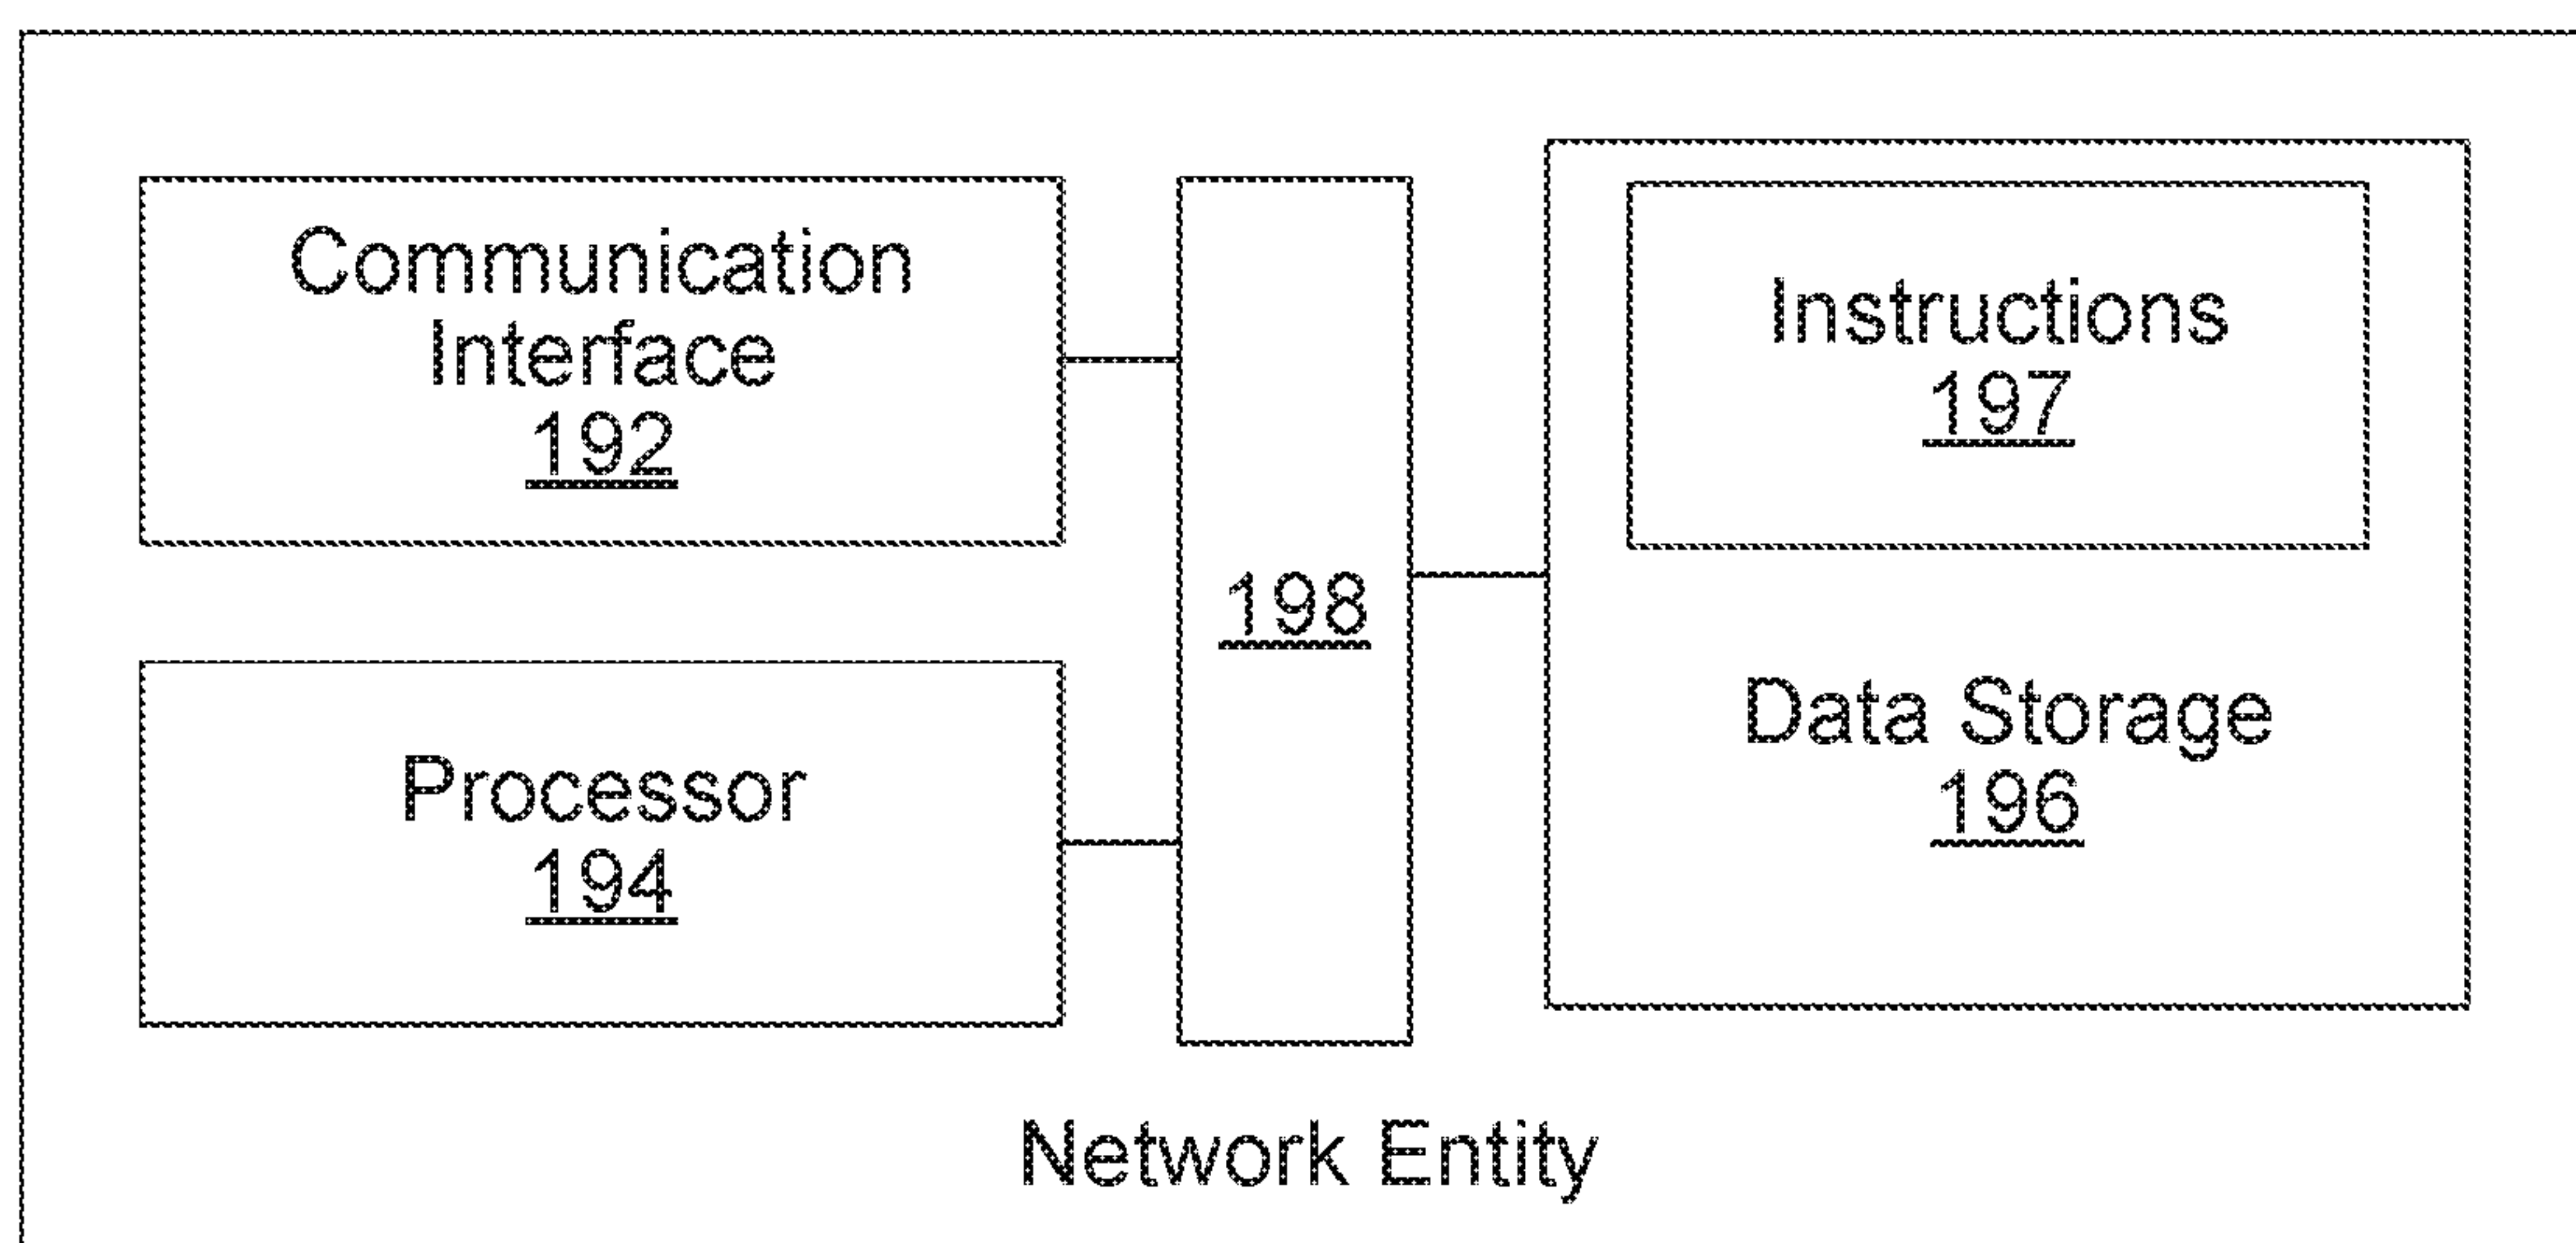 Communication
Interface
192
Processor
194
198
Instructions
197
Data Storage
196
Network Entity